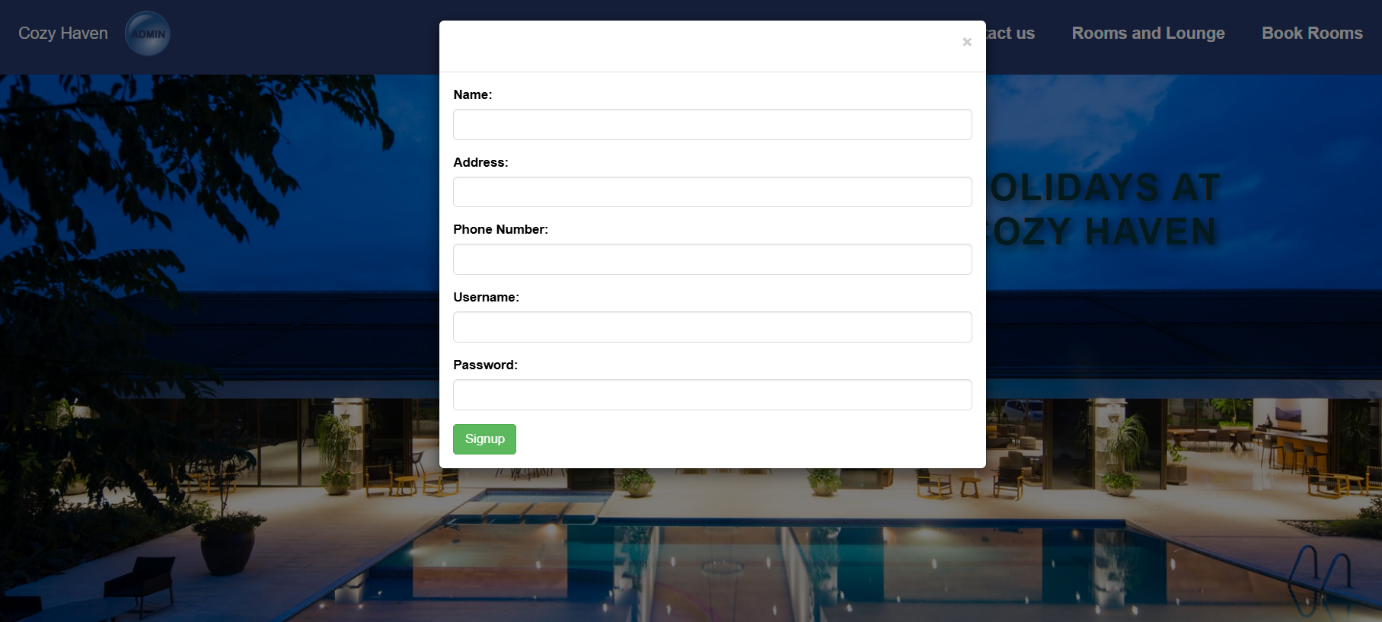 Cozy Haven
ADMIN
tact us
Rooms and Lounge
Book Rooms
×
Name:
Address:
Phone Number:
Username:
Password:
Signup
OLIDAYS AT
OZY HAVEN